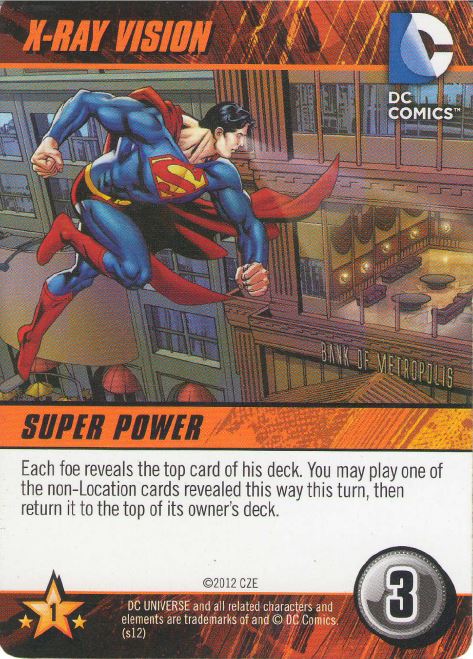 X-RAY VISION
DC
DC
COMICS™
BANK OF METROPOLIS
SUPER POWER
Each foe reveals the top card of his deck. You may play one of
the non-Location cards revealed this way this turn, then
return it to the top of its owner's deck.
©2012 CZE
1
DC UNIVERSE and all related characters and
elements are trademarks of and © DC Comics.
(s12)
3